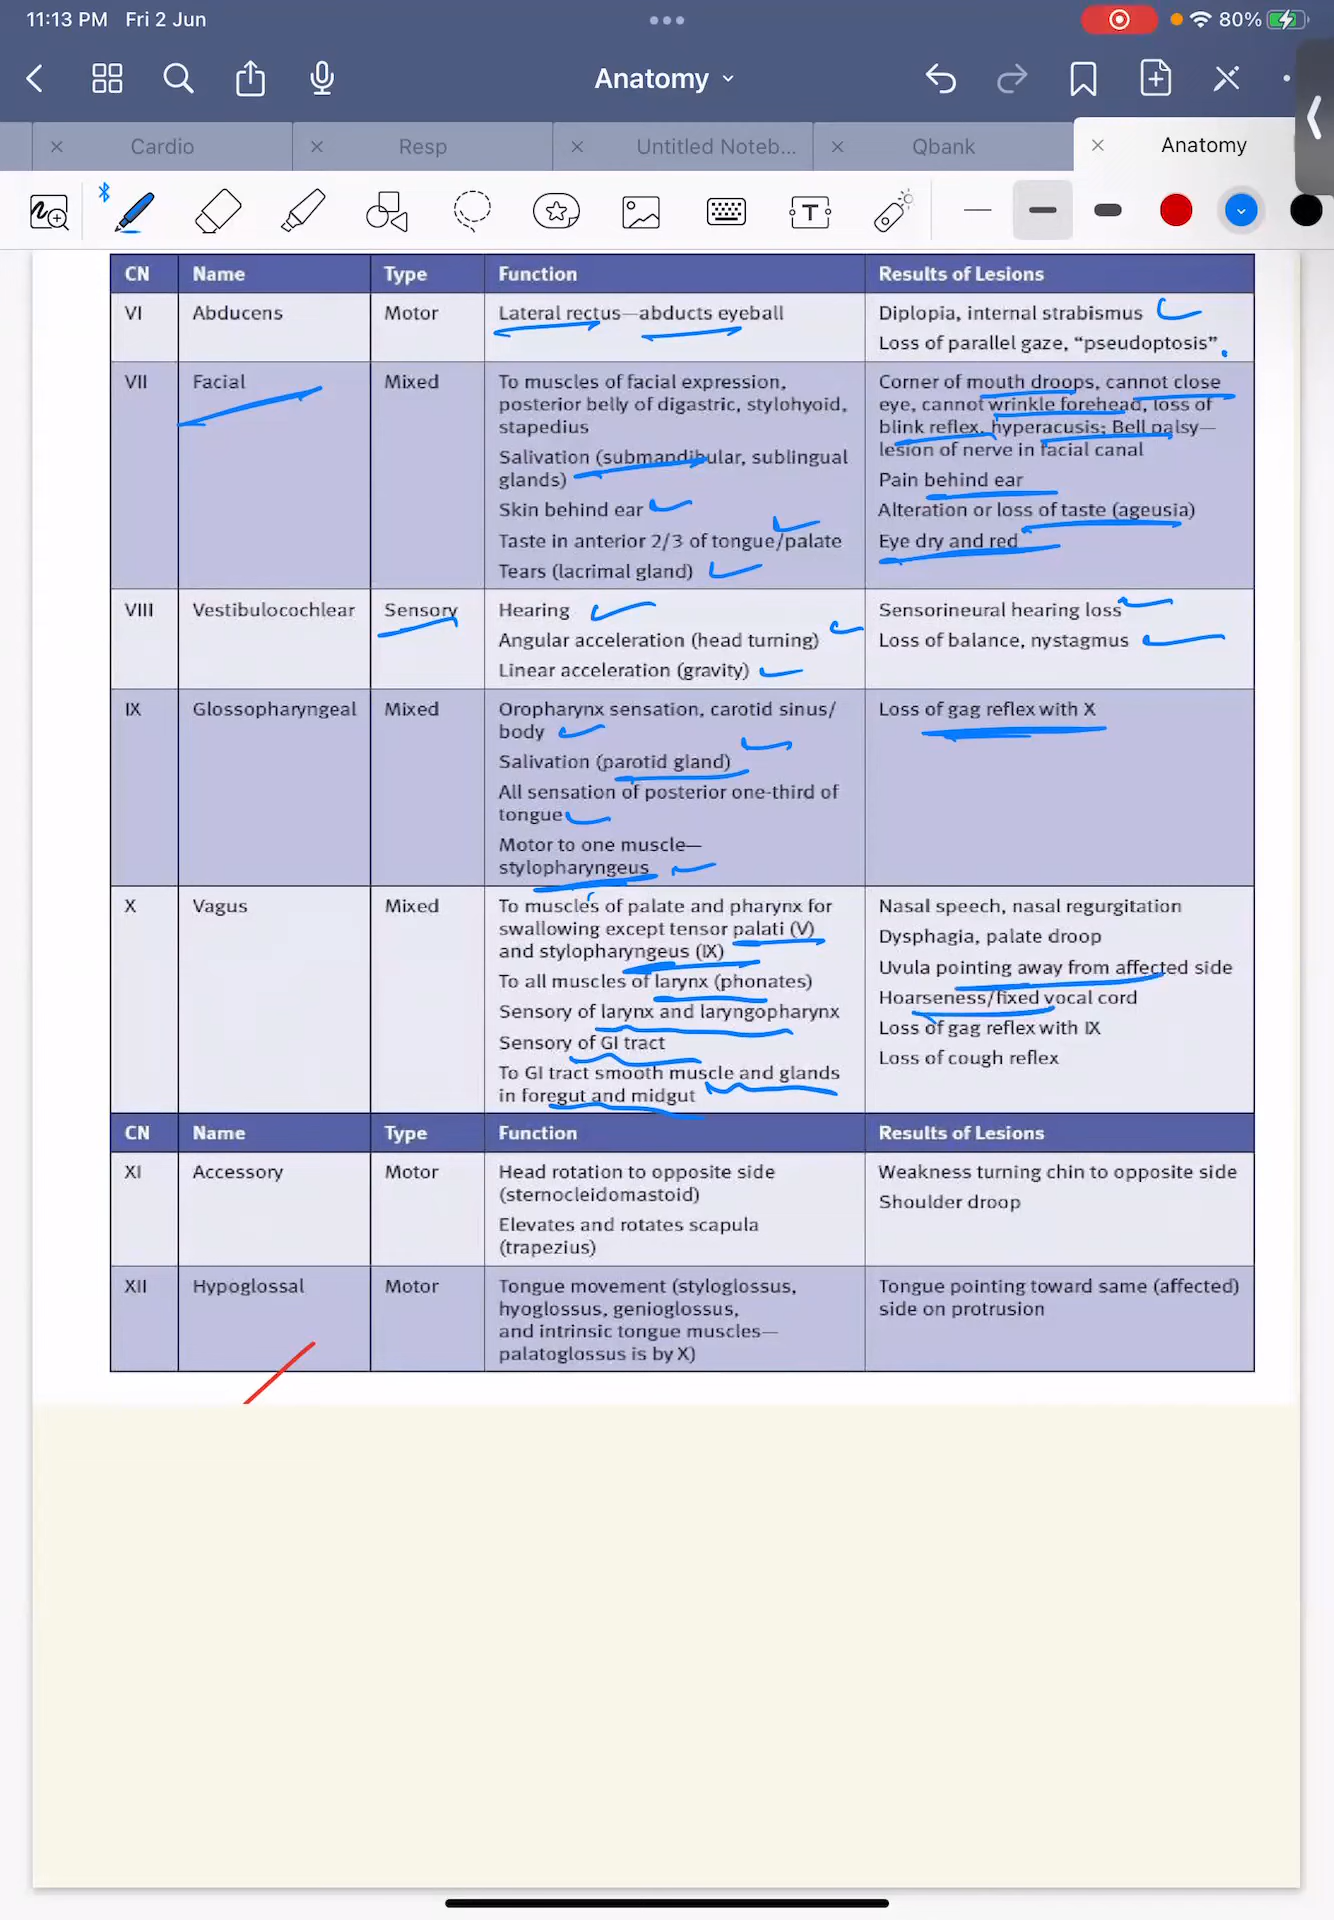 11:13 PM Fri 2 Jun
80%
Anatomy
Cardio Resp Untitled Noteb... Qbank Anatomy
T
CN Name Type Function Results of Lesions
VI Abducens Motor Lateral rectus—abducts eyeball Diplopia, internal strabismus
Loss of parallel gaze, “pseudoptosis”
VII Facial Mixed To muscles of facial expression,
posterior belly of digastric, stylohyoid,
stapedius
Salivation (submandibular, sublingual
glands)
Skin behind ear
Taste in anterior 2/3 of tongue/palate
Tears (lacrimal gland)
Corner of mouth droops, cannot close
eye, cannot wrinkle forehead, loss of
blink reflex, hyperacusis; Bell palsy—
lesion of nerve in facial canal
Pain behind ear
Alteration or loss of taste (ageusia)
Eye dry and red
VIII Vestibulocochlear Sensory Hearing
Angular acceleration (head turning)
Linear acceleration (gravity)
Sensorineural hearing loss
Loss of balance, nystagmus
IX Glossopharyngeal Mixed Oropharynx sensation, carotid sinus/
body
Salivation (parotid gland)
All sensation of posterior one-third of
tongue
Motor to one muscle—
stylopharyngeus
Loss of gag reflex with X
X Vagus Mixed To muscles of palate and pharynx for
swallowing except tensor palati (V)
and stylopharyngeus (IX)
To all muscles of larynx (phonates)
Sensory of larynx and laryngopharynx
Sensory of GI tract
To GI tract smooth muscle and glands
in foregut and midgut
Nasal speech, nasal regurgitation
Dysphagia, palate droop
Uvula pointing away from affected side
Hoarseness/fixed vocal cord
Loss of gag reflex with IX
Loss of cough reflex
CN Name Type Function Results of Lesions
XI Accessory Motor Head rotation to opposite side
(sternocleidomastoid)
Elevates and rotates scapula
(trapezius)
Weakness turning chin to opposite side
Shoulder droop
XII Hypoglossal Motor Tongue movement (styloglossus,
hyoglossus, genioglossus,
and intrinsic tongue muscles—
palatoglossus is by X)
Tongue pointing toward same (affected)
side on protrusion